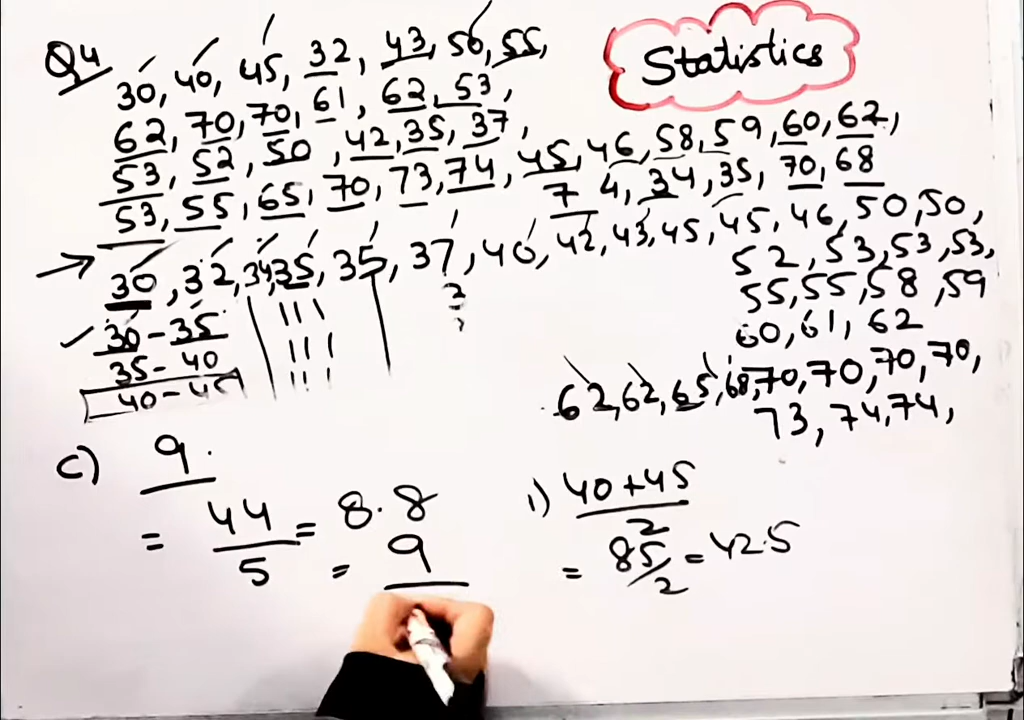 Statistics
Q4
30, 40, 45, 32, 43, 50, 55,
62, 70, 70, 61, 62, 53,
53, 52, 50, 42, 35, 37,
53, 55, 65, 70, 73, 74, 45, 46, 58, 59, 60, 62,
7 4, 34, 35, 70, 68
→ 30, 32, 34, 35, 35, 37, 40, 42, 43, 45, 45, 46, 50, 50,
52, 53, 53, 53,
55, 55, 58, 59
60, 61, 62
62, 62, 65, 68, 70, 70, 70, 70,
73, 74, 74,
✓ 30 - 35
35 - 40
40 - 45
c) 9.
= 44/5 = 8.8
= 9
1) 40 + 45
2
= 85/2 = 42.5